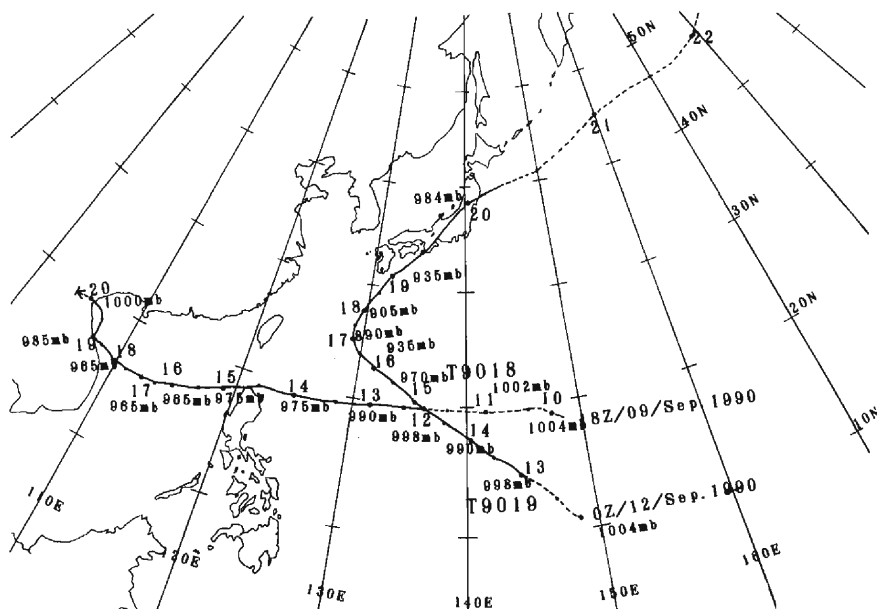 50N
22
40N
21
984mb
20
30N
935mb
19
20
1000mb
18
905mb
20N
985mb
19
17
890mb
18
965mb
935mb
16
16
970mb
T9018
1002mb
15
14
15
13
11
10
18Z/09/Sep.1990
17
965mb
965mb
975mb
975mb
990mb
12
1004mb
998mb
14
990mb
10N
13
998mb
T9019
0Z/12/Sep.1990
1004mb
110E
120E
130E
140E
150E
160E